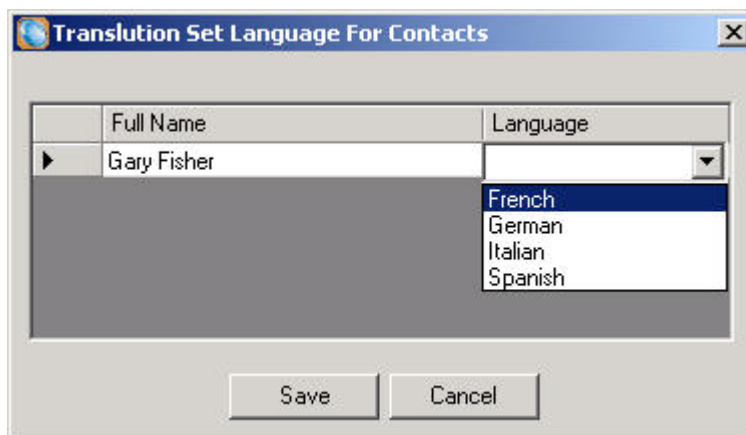 Translution Set Language For Contacts
Full Name Language
Gary Fisher
French
German
Italian
Spanish
Save Cancel